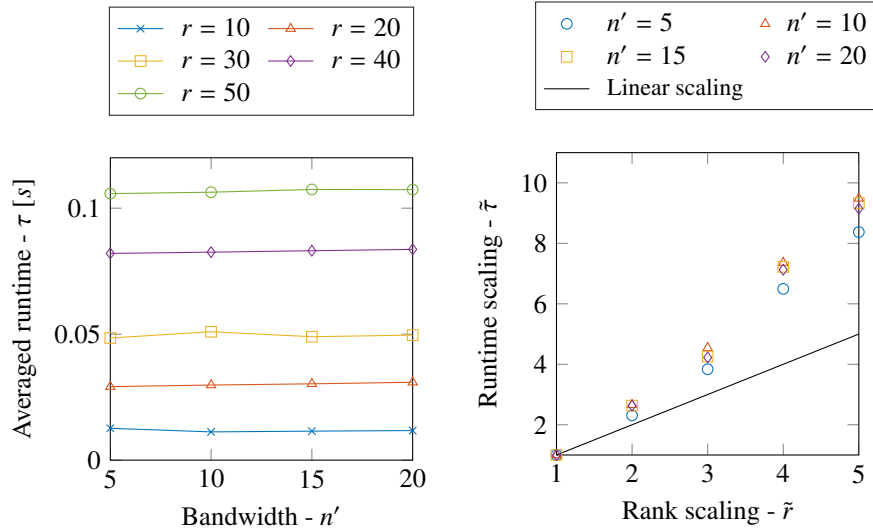 r = 10
r = 20
r = 30
r = 40
r = 50
Averaged runtime - τ [s]
0.1
0.05
0
5
10
15
20
Bandwidth - n′
n′ = 5
n′ = 10
n′ = 15
n′ = 20
Linear scaling
Runtime scaling - τ̃
10
8
6
4
2
1
2
3
4
5
Rank scaling - r̃